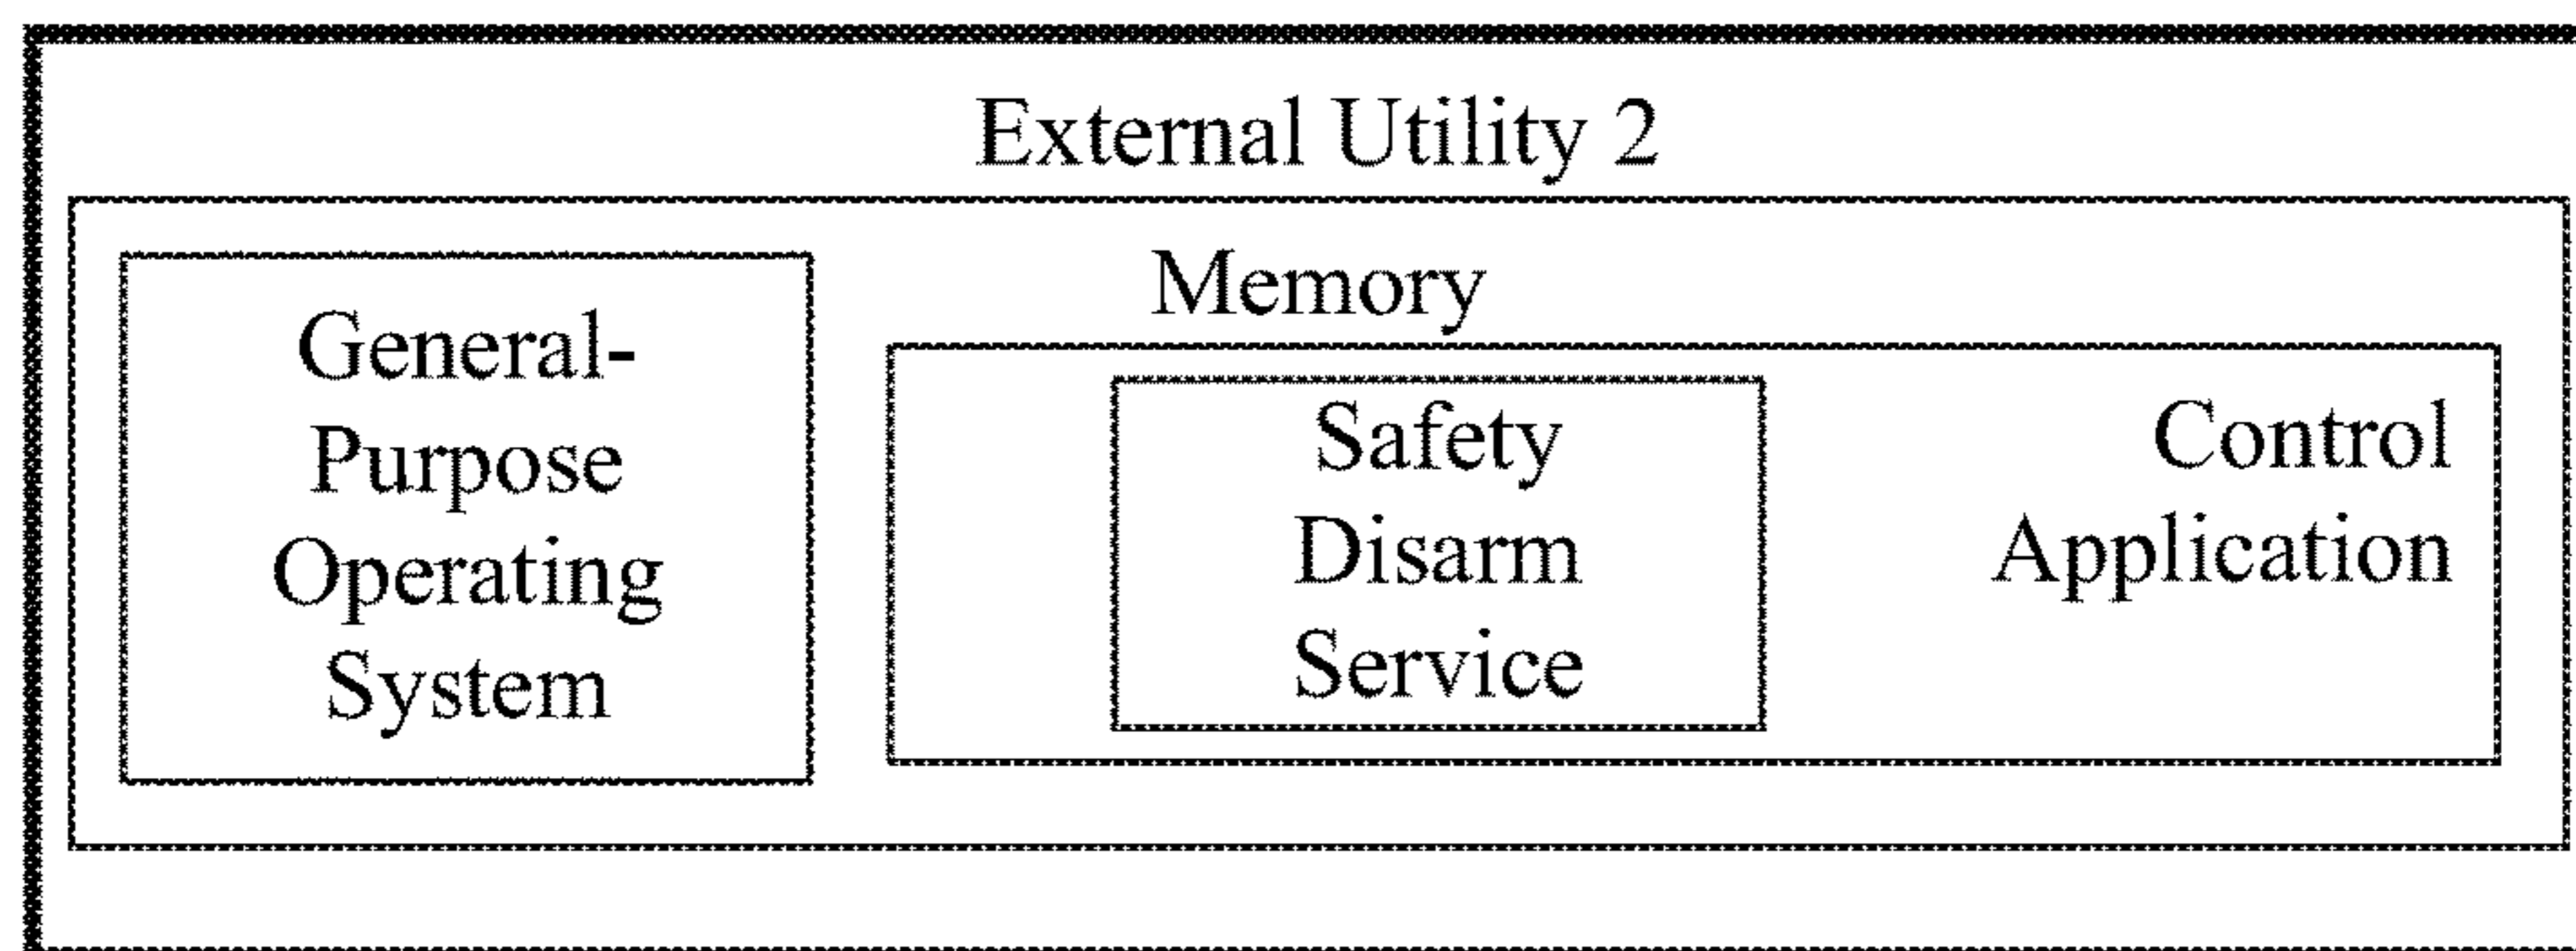 External Utility 2
Memory
General-
Purpose
Operating
System
Safety
Disarm
Service
Control
Application